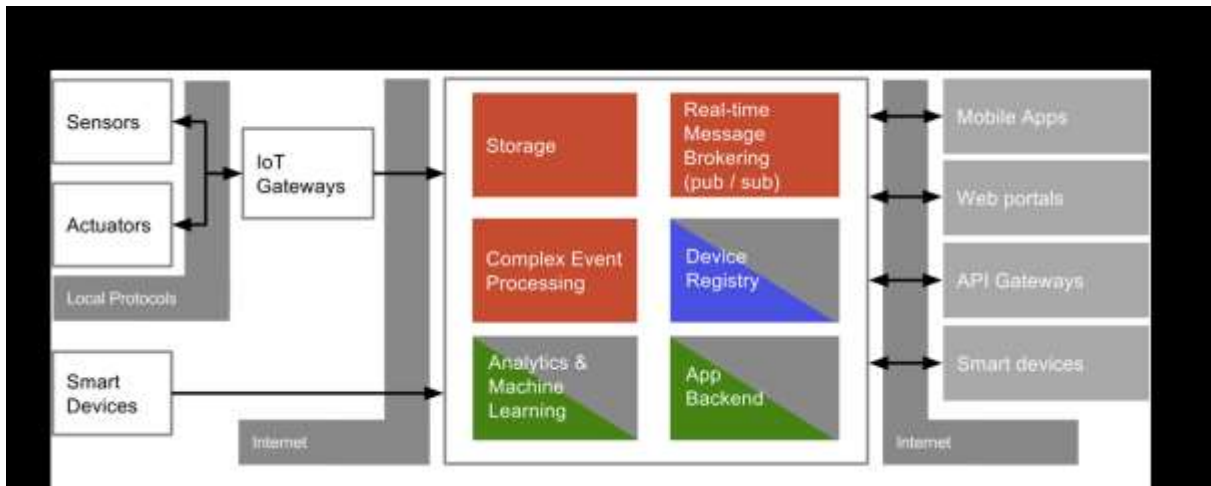 Sensors
Actuators
Local Protocols
IoT
Gateways
Smart
Devices
Internet
Storage
Real-time
Message
Brokering
(pub / sub)
Complex Event
Processing
Device
Registry
Analytics &
Machine
Learning
App
Backend
Mobile Apps
Web portals
API Gateways
Smart devices
Internet